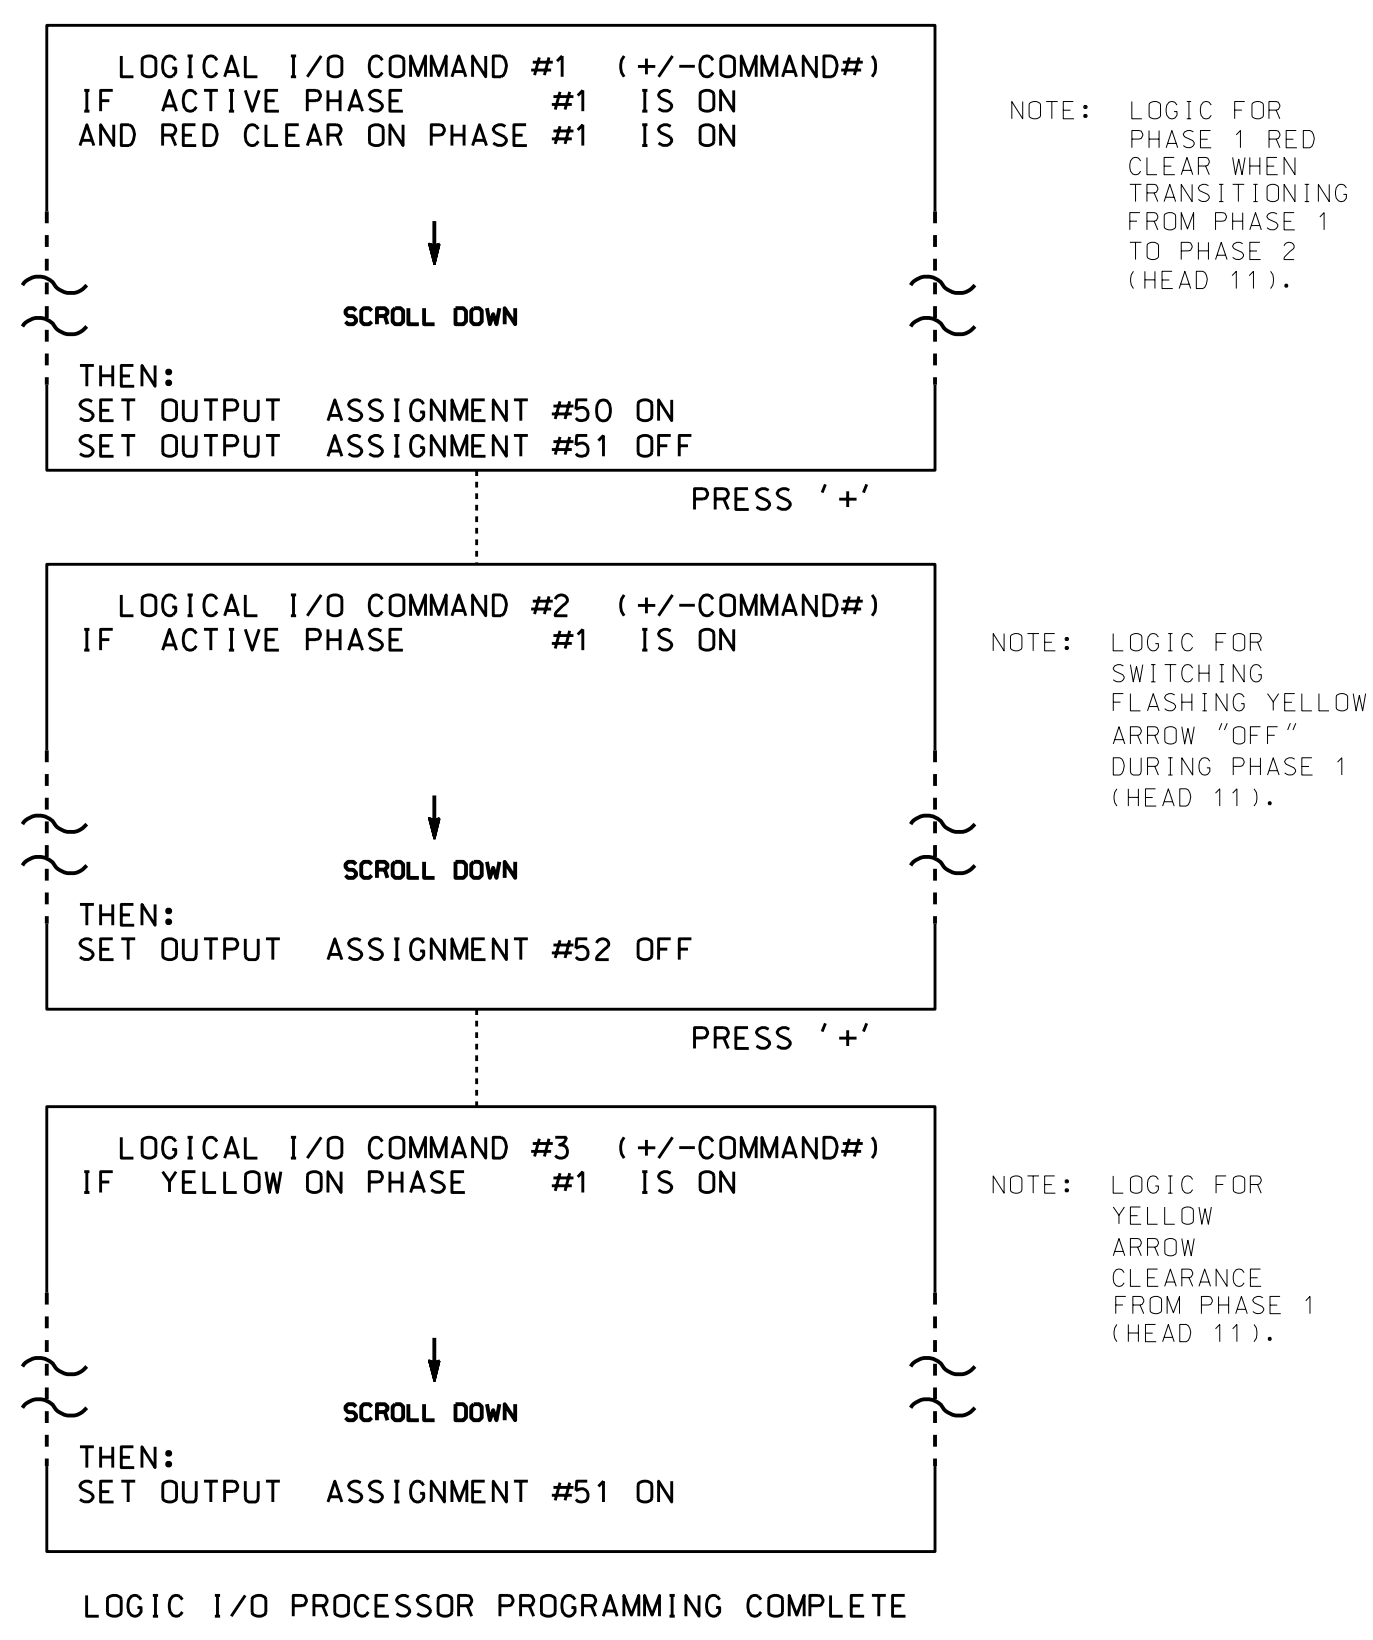 LOGICAL I/O COMMAND #1 (+/-COMMAND#)
IF ACTIVE PHASE #1 IS ON
AND RED CLEAR ON PHASE #1 IS ON
SCROLL DOWN
THEN:
SET OUTPUT ASSIGNMENT #50 ON
SET OUTPUT ASSIGNMENT #51 OFF
NOTE: LOGIC FOR
PHASE 1 RED
CLEAR WHEN
TRANSITIONING
FROM PHASE 1
TO PHASE 2
(HEAD 11).
PRESS '+'
LOGICAL I/O COMMAND #2 (+/-COMMAND#)
IF ACTIVE PHASE #1 IS ON
SCROLL DOWN
THEN:
SET OUTPUT ASSIGNMENT #52 OFF
NOTE: LOGIC FOR
SWITCHING
FLASHING YELLOW
ARROW "OFF"
DURING PHASE 1
(HEAD 11).
PRESS '+'
LOGICAL I/O COMMAND #3 (+/-COMMAND#)
IF YELLOW ON PHASE #1 IS ON
SCROLL DOWN
THEN:
SET OUTPUT ASSIGNMENT #51 ON
NOTE: LOGIC FOR
YELLOW
ARROW
CLEARANCE
FROM PHASE 1
(HEAD 11).
LOGIC I/O PROCESSOR PROGRAMMING COMPLETE